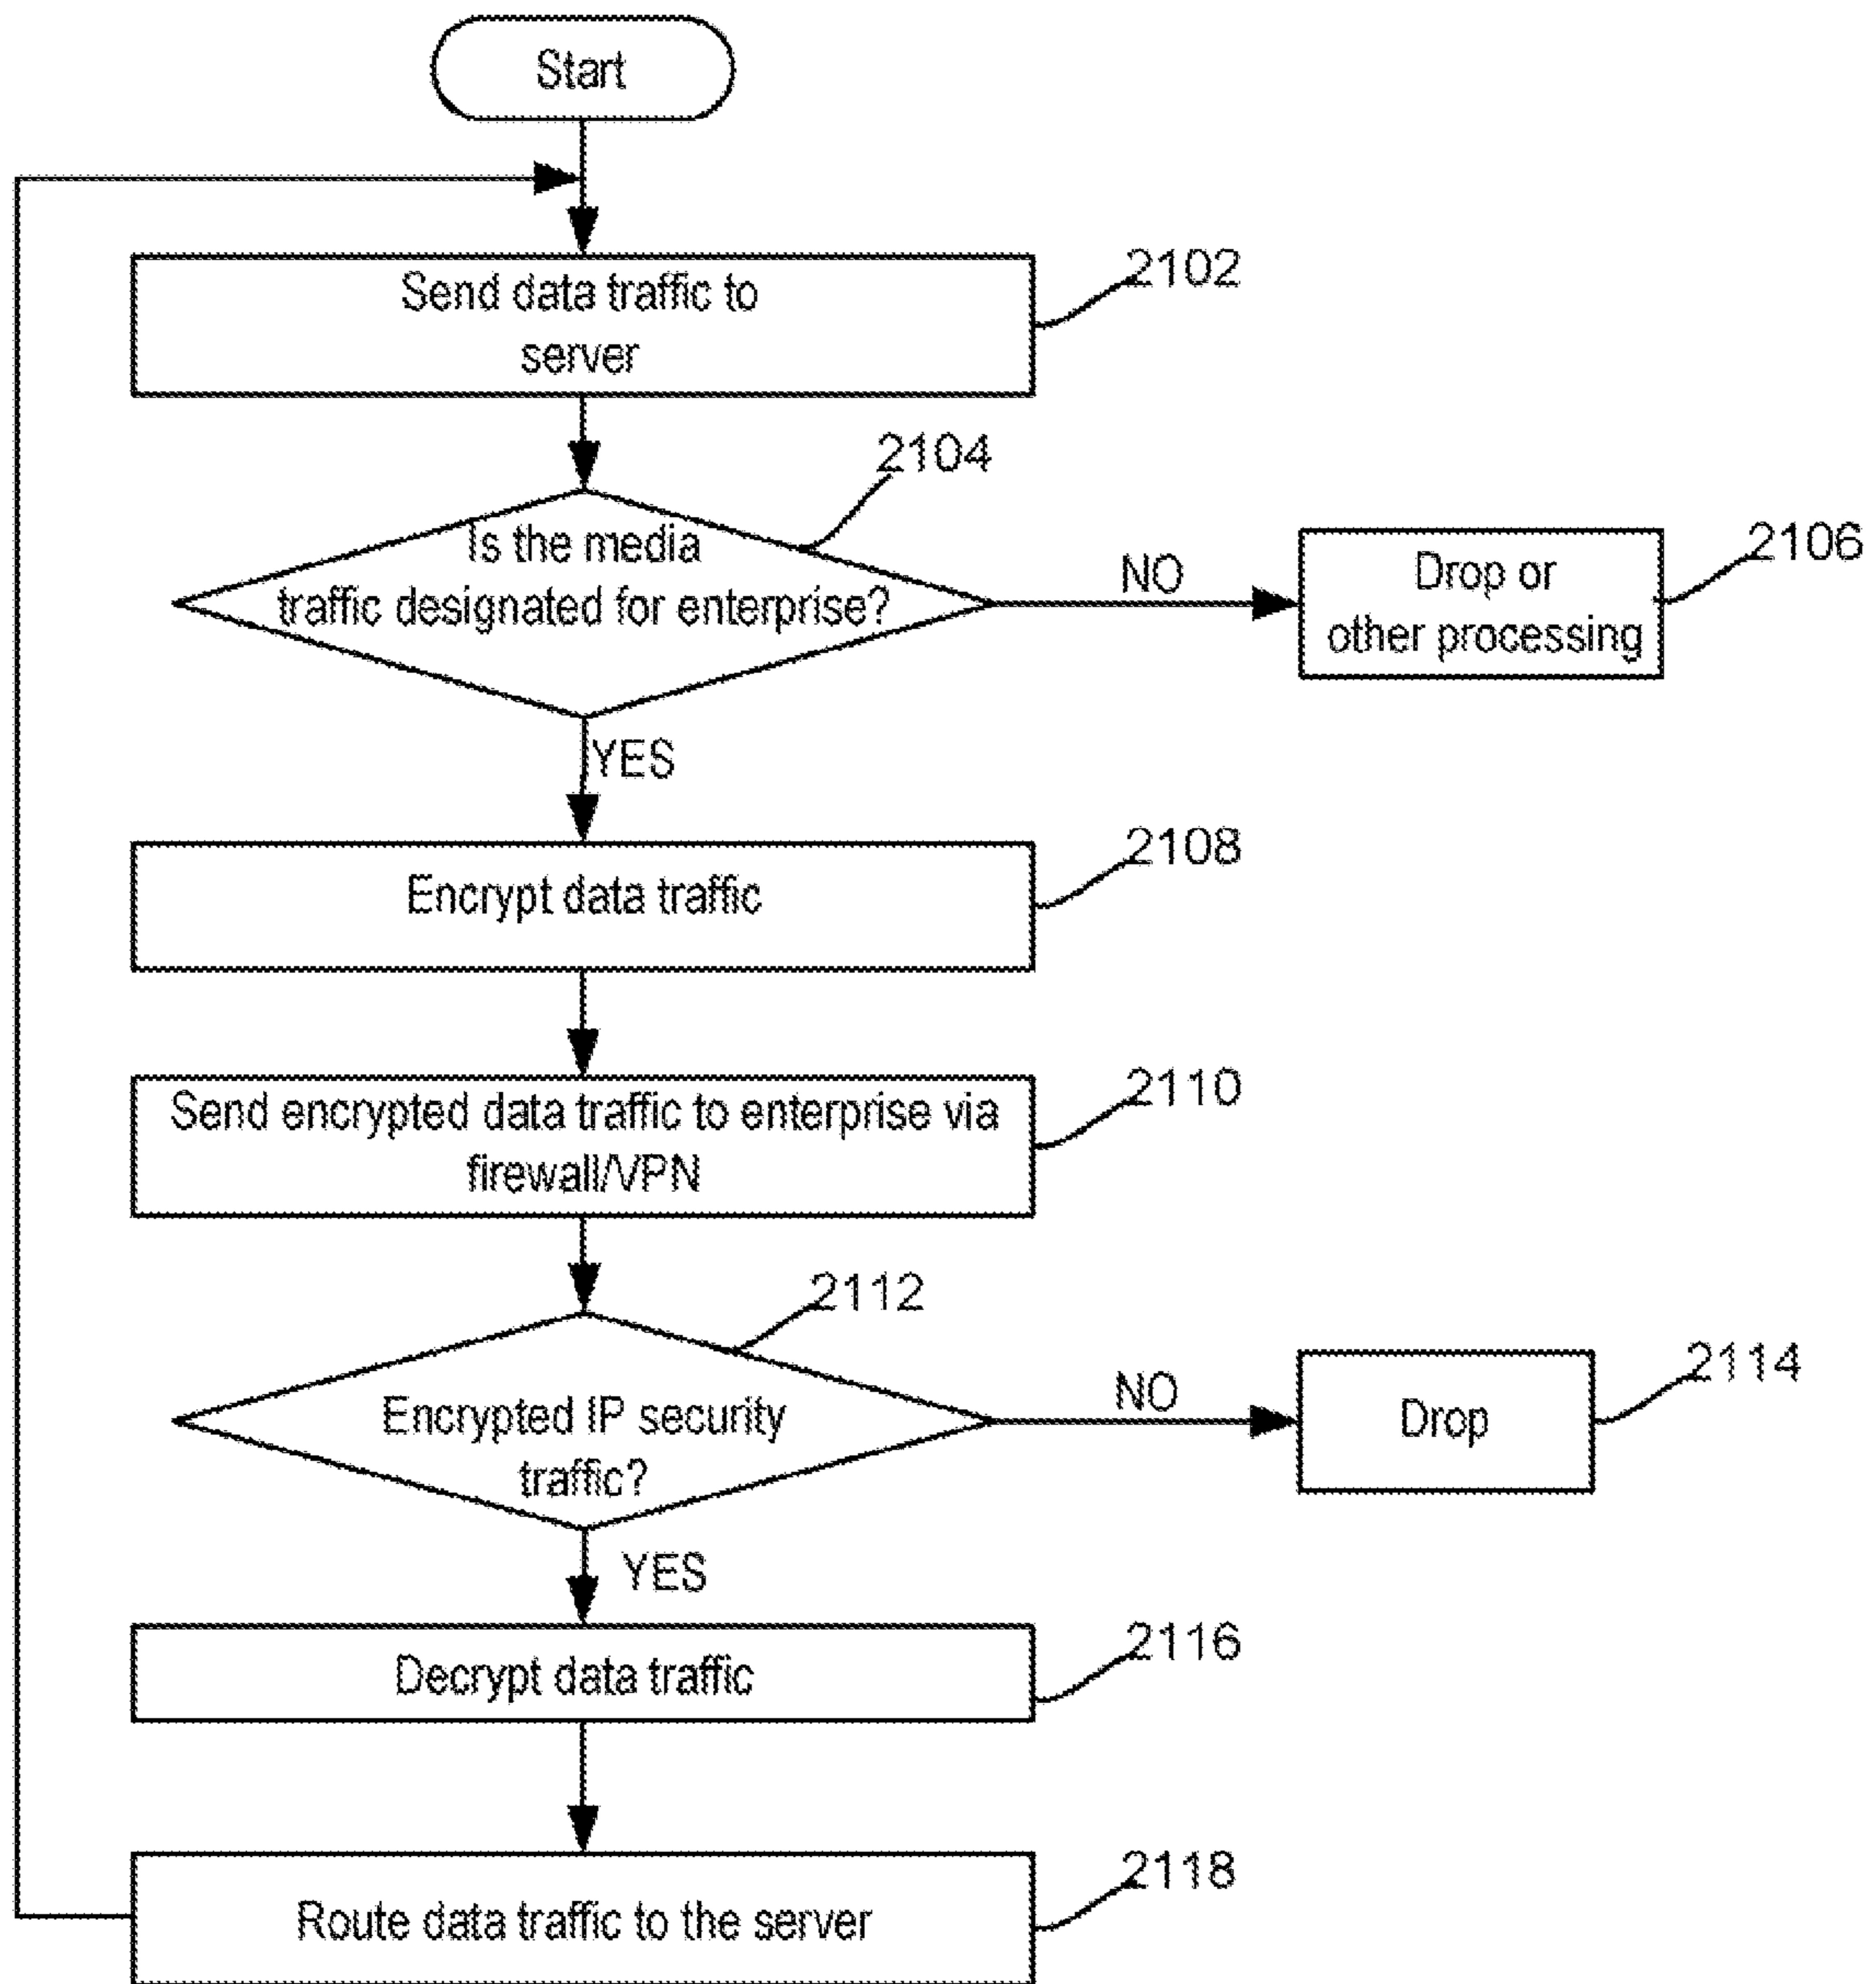 Start
2102
Send data traffic to
server
2104
Is the media
traffic designated for enterprise?
NO
Drop or
other processing
2106
YES
2108
Encrypt data traffic
2110
Send encrypted data traffic to enterprise via
firewall/VPN
2112
Encrypted IP security
traffic?
NO
Drop
2114
YES
2116
Decrypt data traffic
2118
Route data traffic to the server